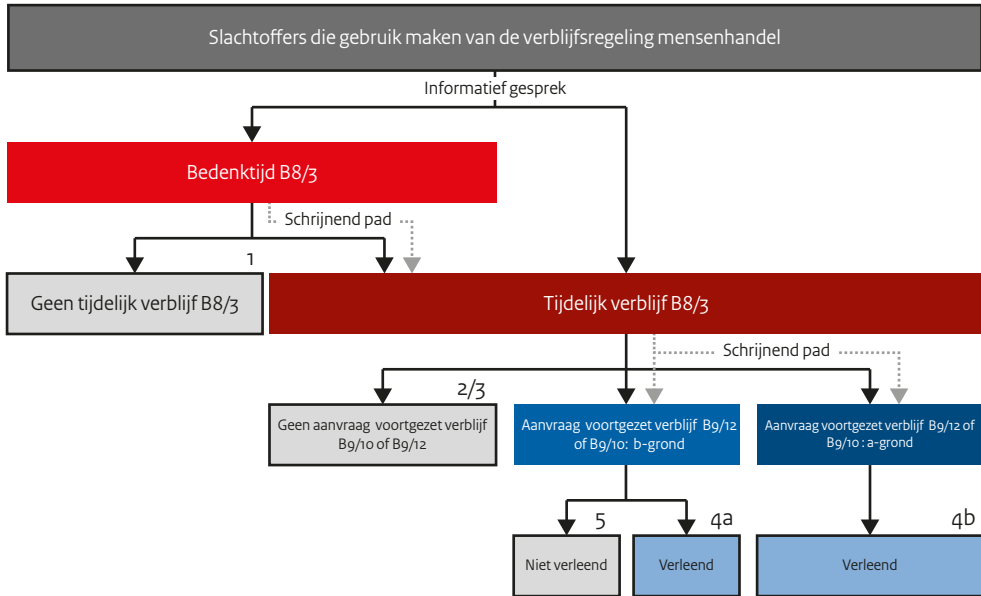 Slachtoffers die gebruik maken van de verblijfsregeling mensenhandel
Informatief gesprek
Bedenktijd B8/3
Schrijnend pad
1
Geen tijdelijk verblijf B8/3
Tijdelijk verblijf B8/3
Schrijnend pad
2/3
Geen aanvraag voortgezet verblijf
B9/10 of B9/12
Aanvraag voortgezet verblijf B9/12
of B9/10: b-grond
Aanvraag voortgezet verblijf B9/12 of
B9/10 : a-grond
5
Niet verleend
4a
Verleend
4b
Verleend